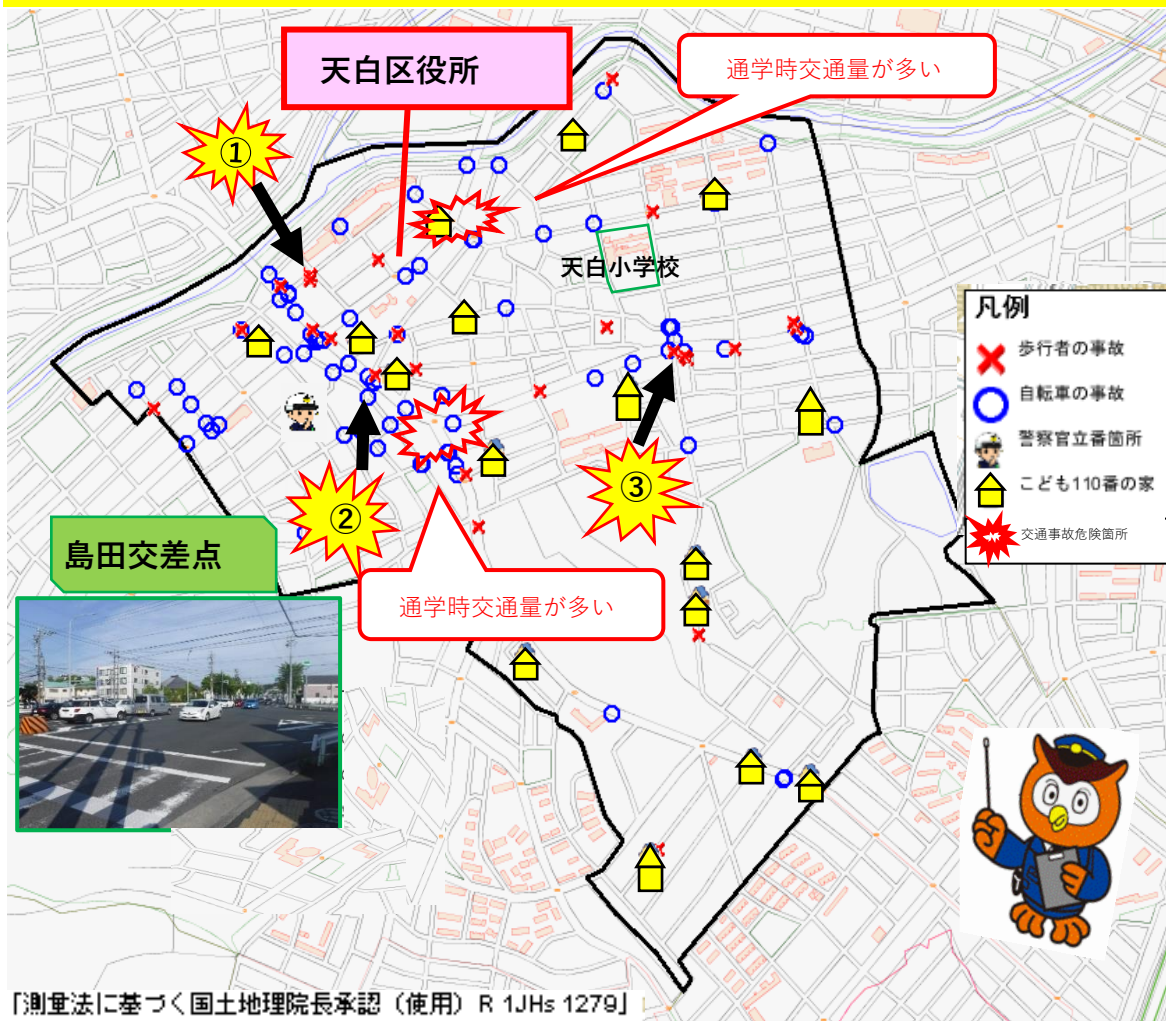 天白区役所
通学時交通量が多い
①
天白小学校
凡例
歩行者の事故
自転車の事故
警察官立番箇所
こども110番の家
交通事故危険箇所
③
②
島田交差点
通学時交通量が多い
「測量法に基づく国土地理院長承認（使用）R 1JHs 1279」